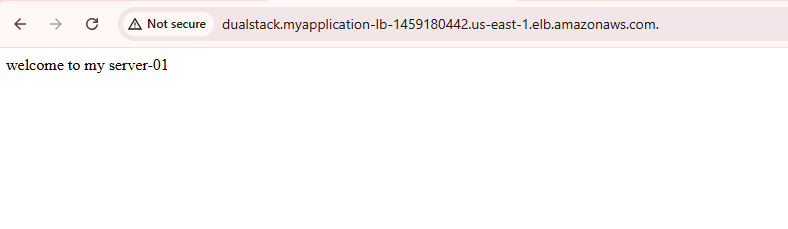 Not secure dualstack.myapplication-lb-1459180442.us-east-1.elb.amazonaws.com.
welcome to my server-01